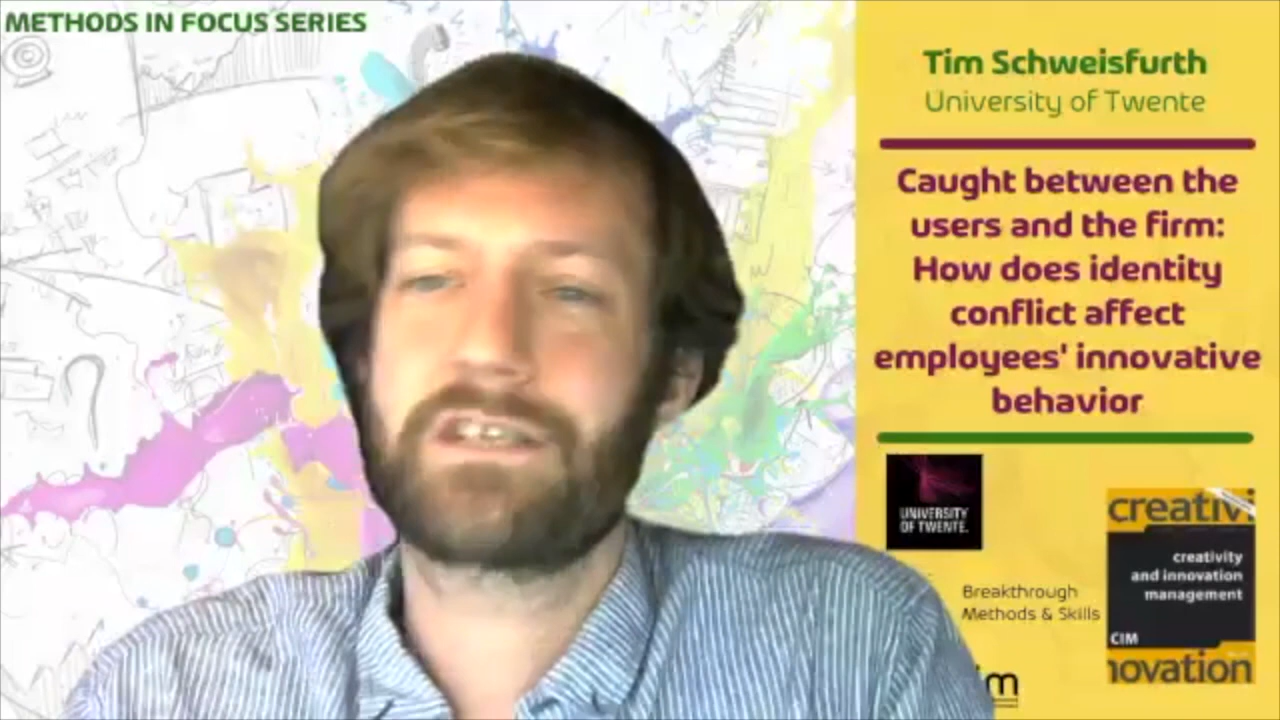 METHODS IN FOCUS SERIES
Tim Schweisfurth
University of Twente
Caught between the
users and the firm:
How does identity
conflict affect
employees' innovative
behavior
UNIVERSITY
OF TWENTE.
Breakthrough
Methods & Skills
creativi
creativity
and innovation
management
CIM
novation
im